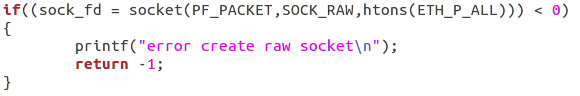 if((sock_fd = socket(PF_PACKET,SOCK_RAW,htons(ETH_P_ALL))) < 0)
{
        printf("error create raw socket\n");
        return -1;
}